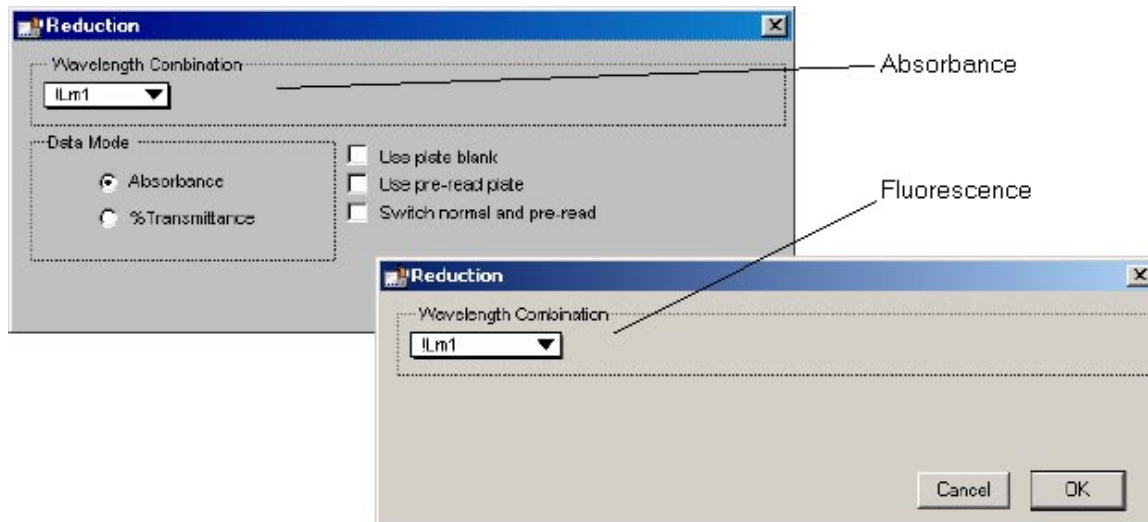 Reduction
Wavelength Combination
!Lm1
Absorbance
Data Mode
Absorbance
%Transmittance
Use plate blank
Use pre-read plate
Switch normal and pre-read
Fluorescence
Reduction
Wavelength Combination
!Lm1
Cancel
OK